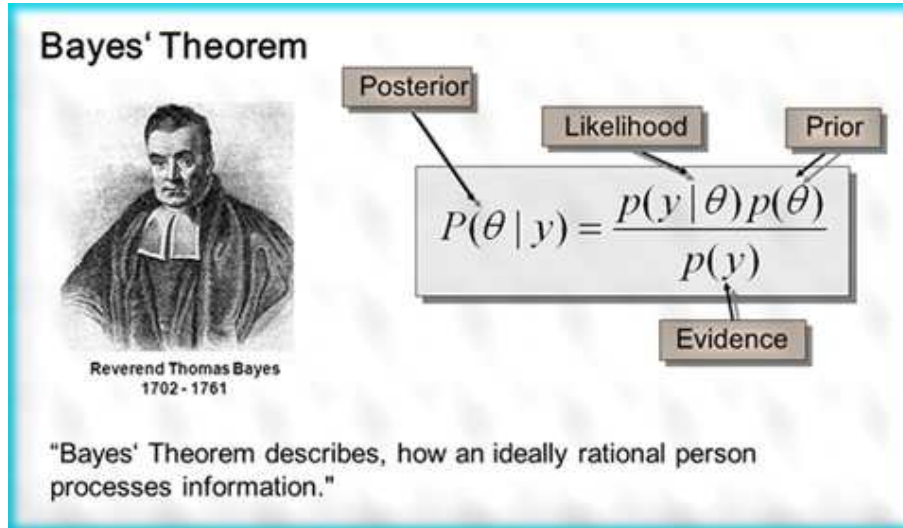 Bayes‘ Theorem
Posterior
Likelihood
Prior
P(θ | y) = p(y | θ) p(θ) / p(y)
Evidence
Reverend Thomas Bayes
1702 - 1761
“Bayes‘ Theorem describes, how an ideally rational person
processes information."